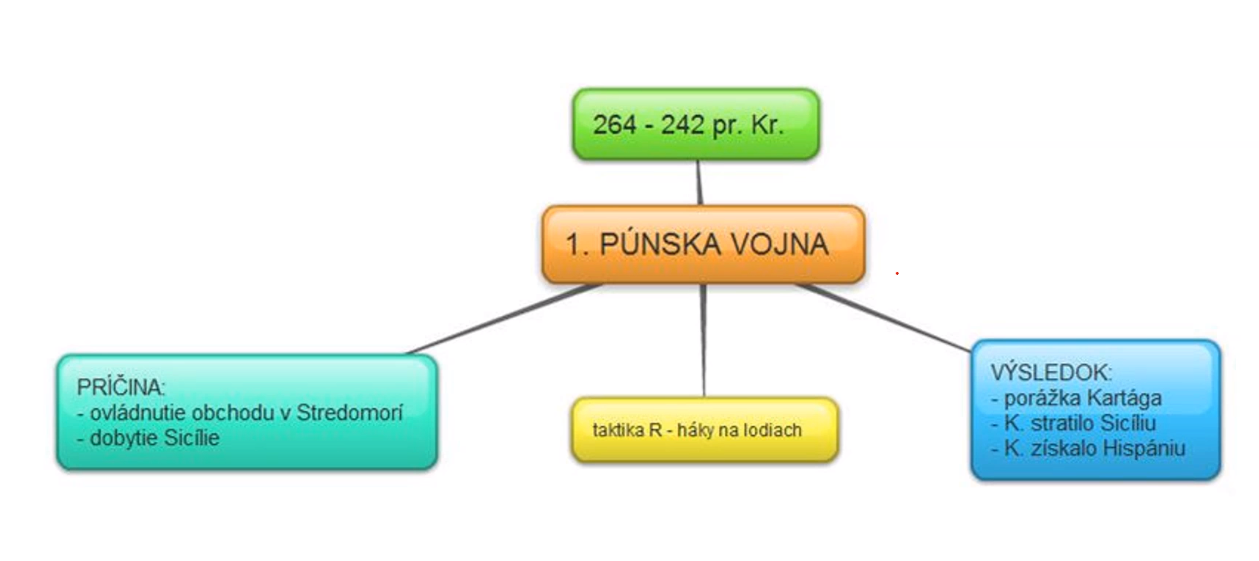 264 - 242 pr. Kr.
1. PÚNSKA VOJNA
PRÍČINA:
- ovládnutie obchodu v Stredomorí
- dobytie Sicílie
taktika R - háky na lodiach
VÝSLEDOK:
- porážka Kartága
- K. stratilo Sicíliu
- K. získalo Hispániu